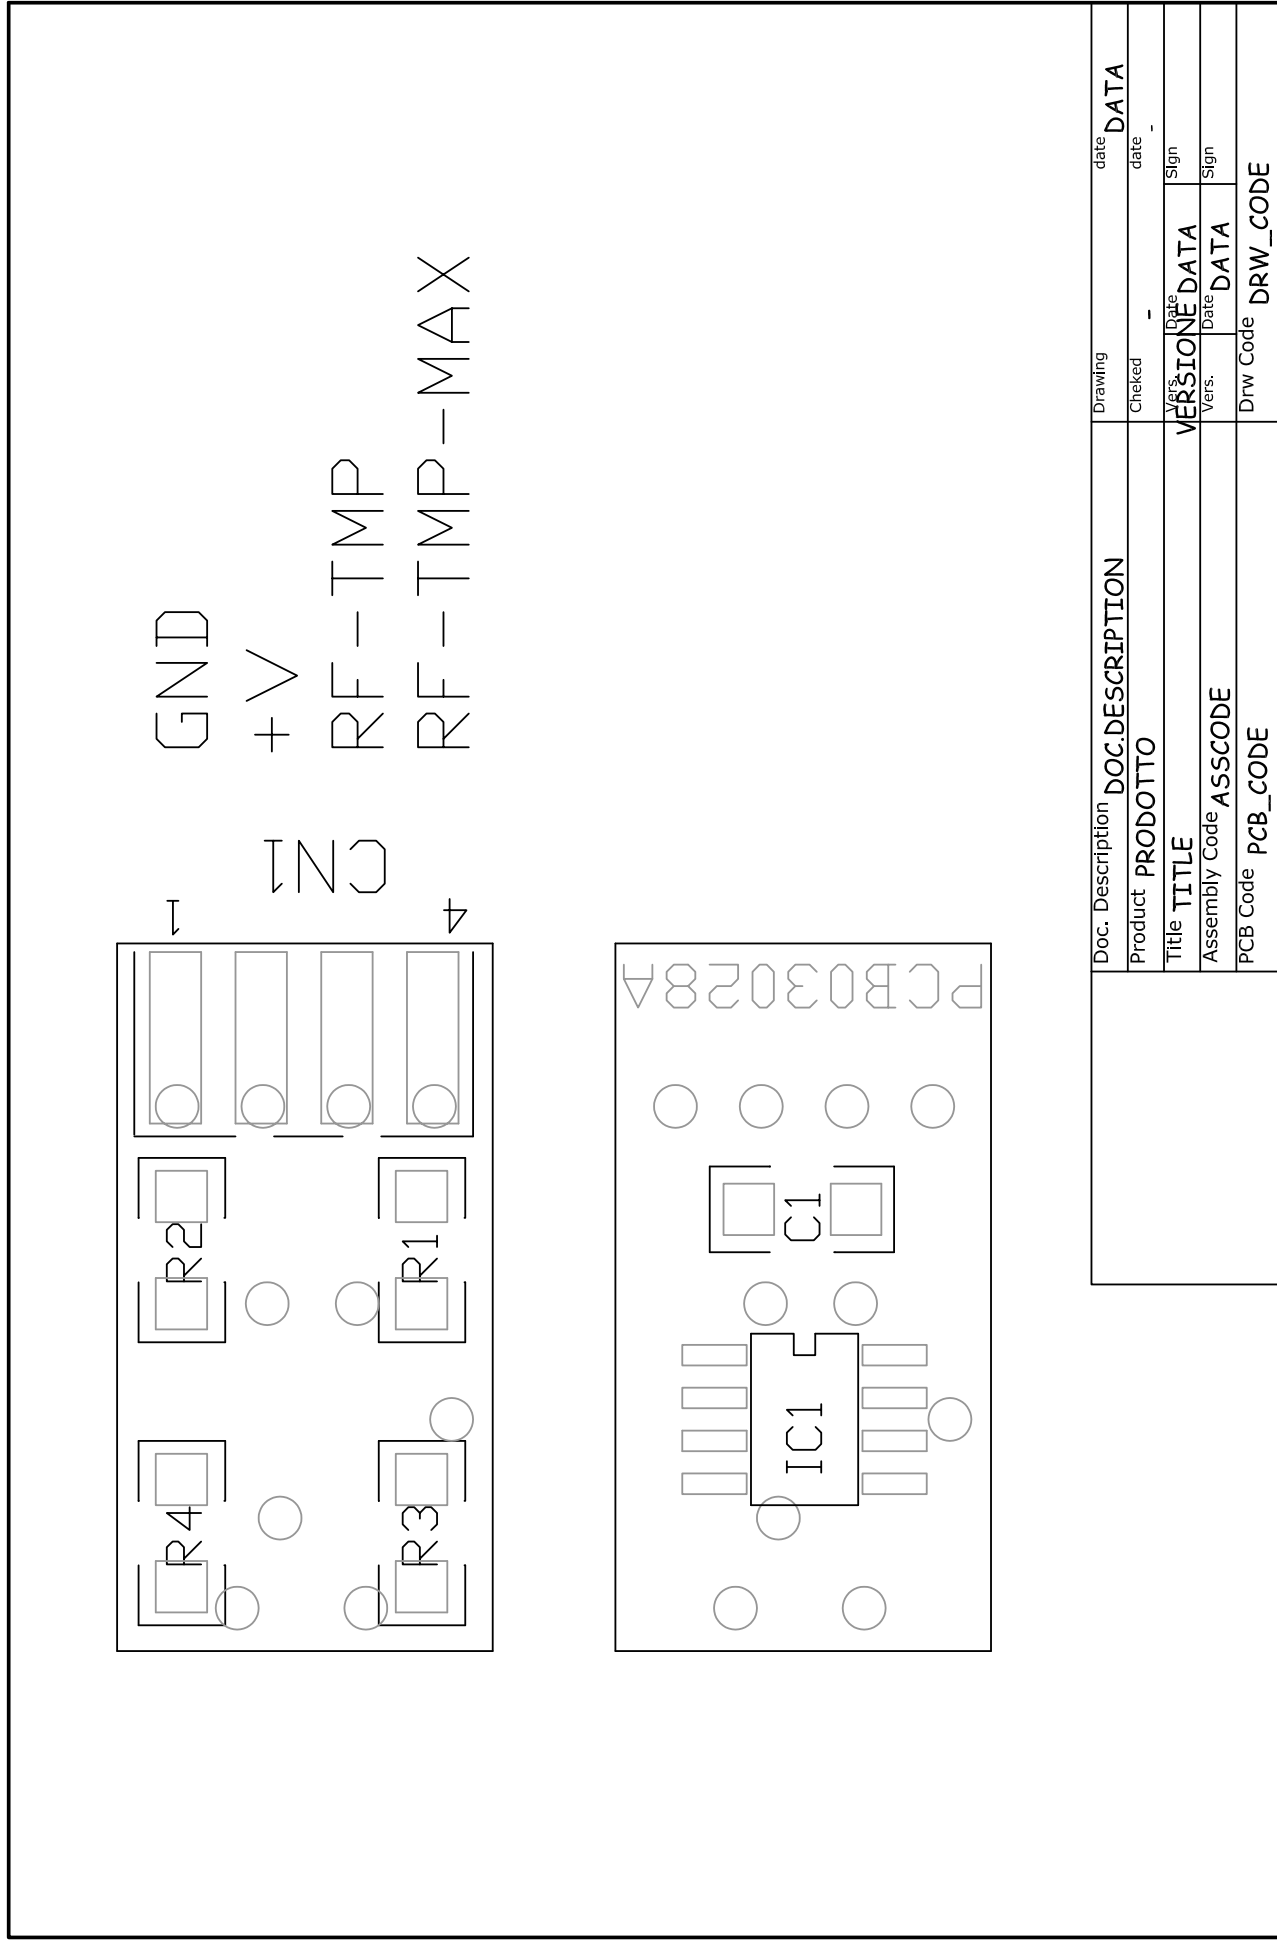 GND
+V
RF-TMP
RF-TMP-MAX
CN1
1
4
R2
R1
R4
R3
PCB03028A
C1
IC1
Doc. Description DOC.DESCRIPTION
Drawing
date DATA
Product PRODOTTO
Cheked -
date -
Title TITLE
Vers. VERSIONE
Date DATA
Sign
Assembly Code ASSCODE
Vers.
Date DATA
Sign
PCB Code PCB_CODE
Drw Code DRW_CODE